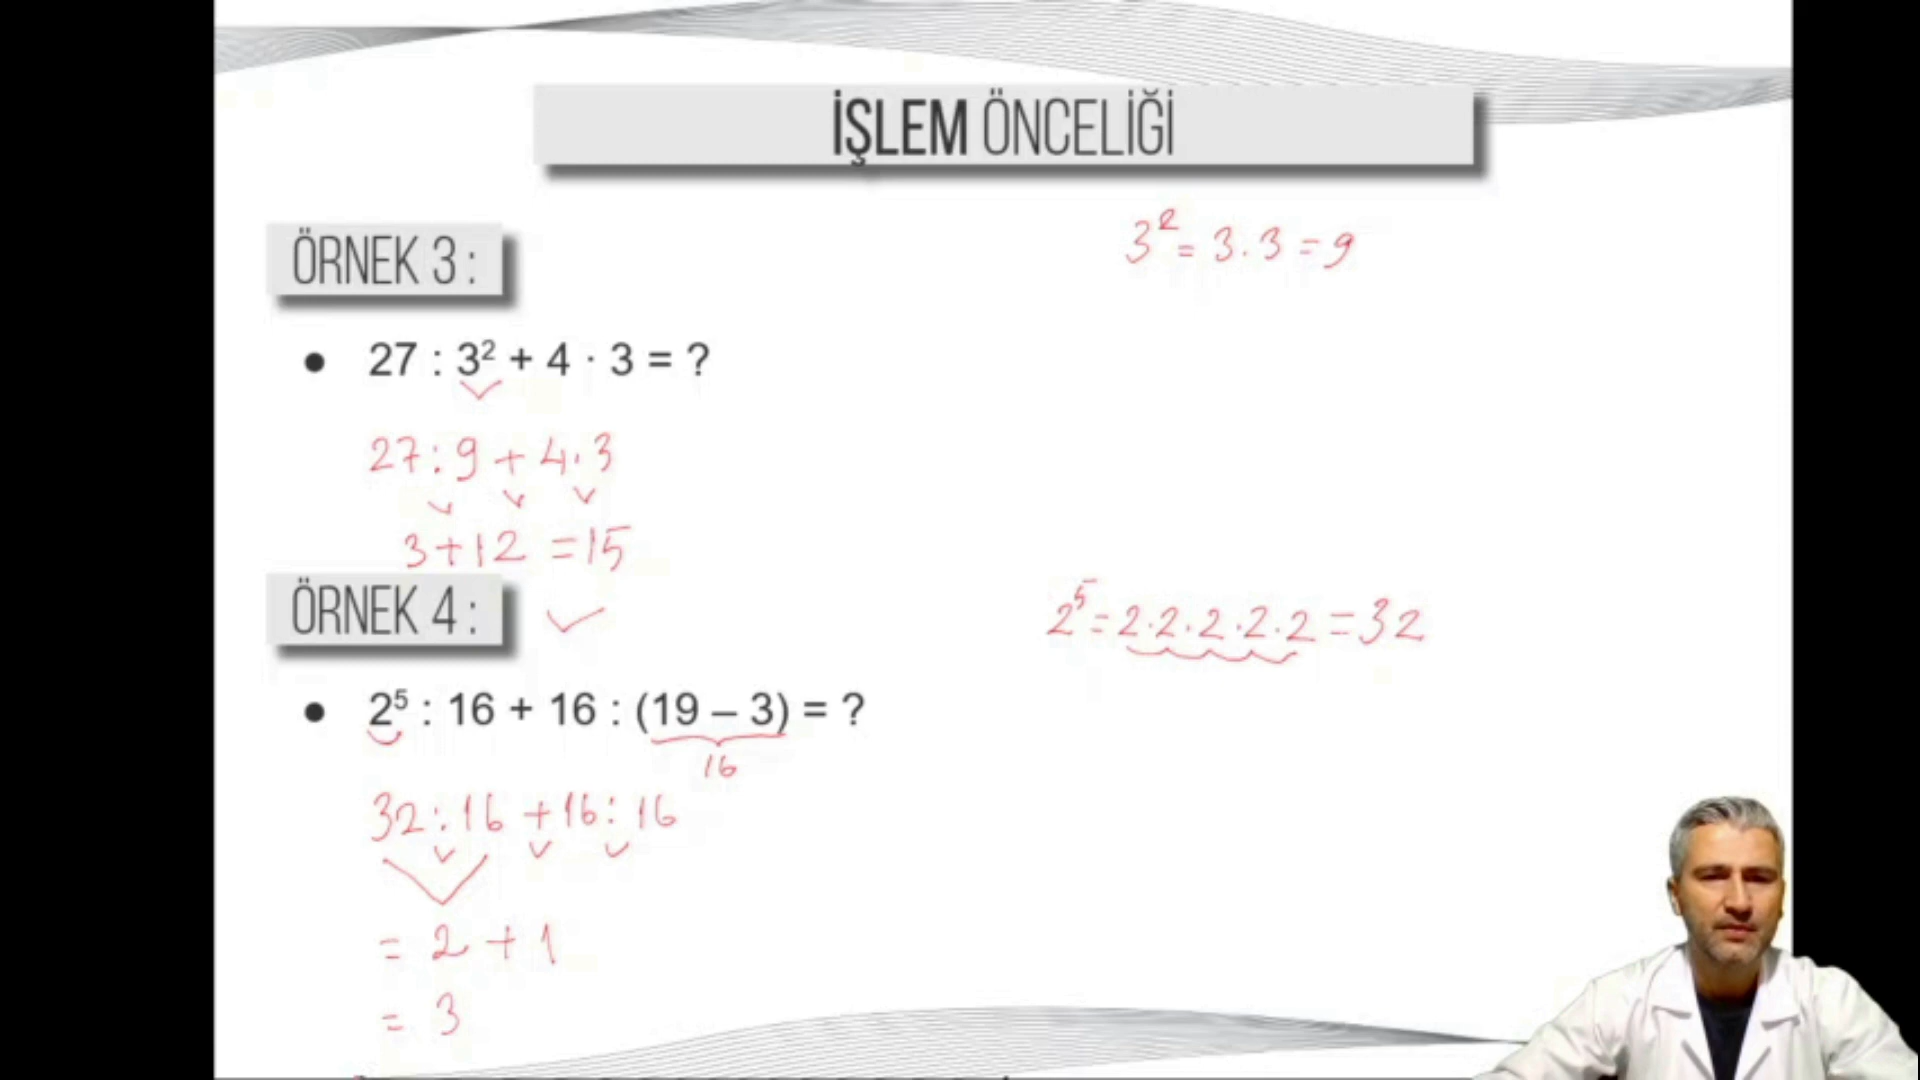 İŞLEM ÖNCELİĞİ
3² = 3.3 = 9
ÖRNEK 3 :
● 27 : 3² + 4 · 3 = ?
27 : 9 + 4.3
3 + 12 = 15
ÖRNEK 4 :
2⁵ = 2.2.2.2.2 = 32
● 2⁵ : 16 + 16 : (19 – 3) = ?
16
32 : 16 + 16 : 16
= 2 + 1
= 3